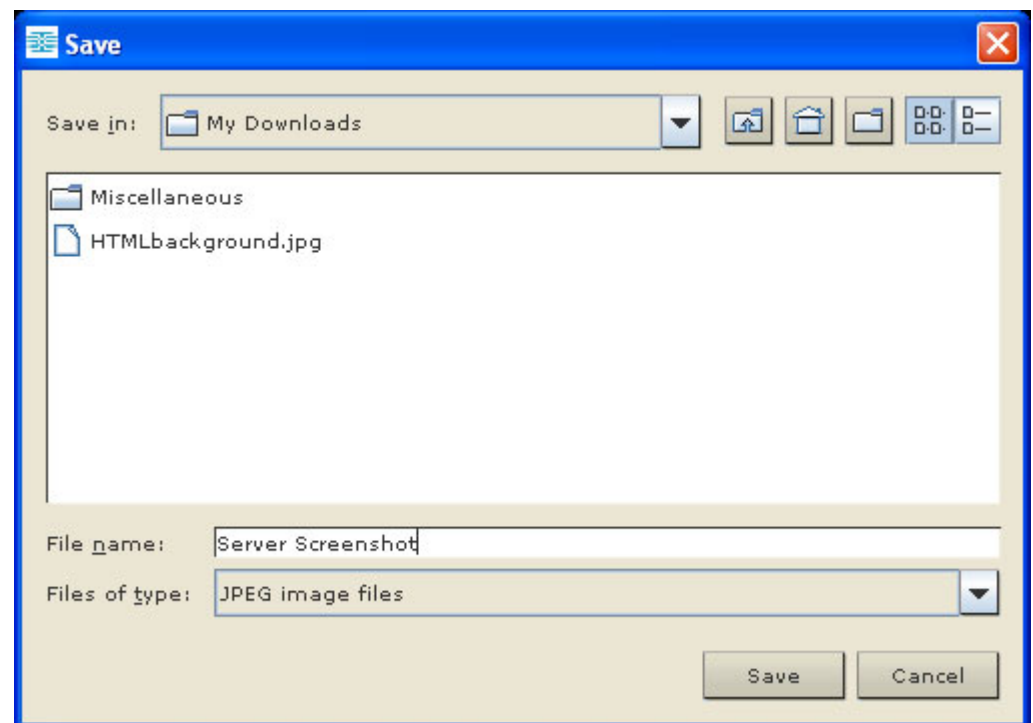 Save
Save in: My Downloads
Miscellaneous
HTMLbackground.jpg
File name: Server Screenshot
Files of type: JPEG image files
Save Cancel